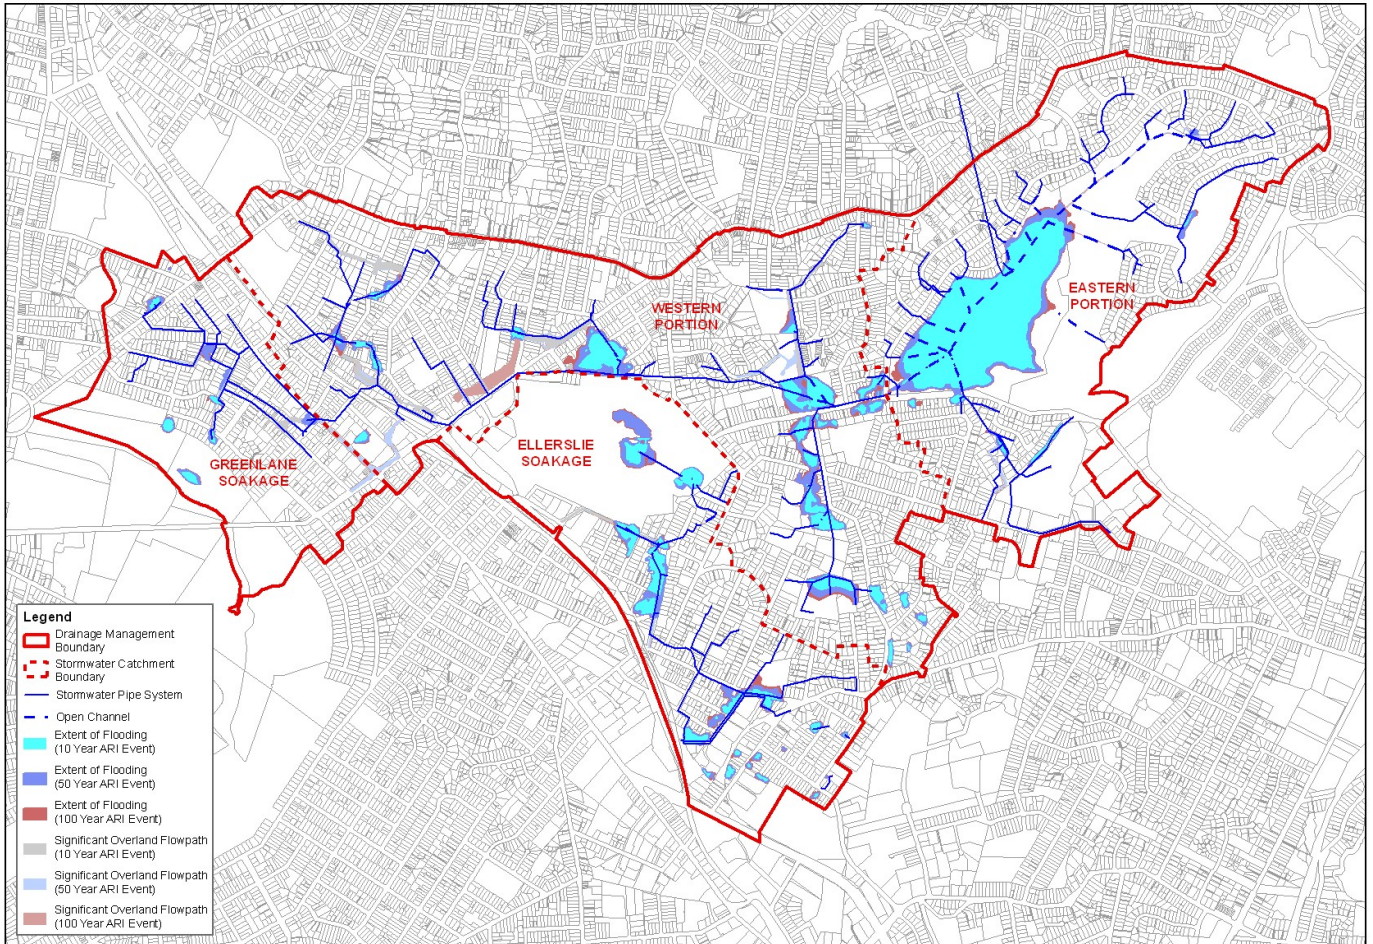 EASTERN
PORTION
WESTERN
PORTION
ELLERSLIE
SOAKAGE
GREENLANE
SOAKAGE
Legend
Drainage Management
Boundary
Stormwater Catchment
Boundary
Stormwater Pipe System
Open Channel
Extent of Flooding
(10 Year ARI Event)
Extent of Flooding
(50 Year ARI Event)
Extent of Flooding
(100 Year ARI Event)
Significant Overland Flowpath
(10 Year ARI Event)
Significant Overland Flowpath
(50 Year ARI Event)
Significant Overland Flowpath
(100 Year ARI Event)